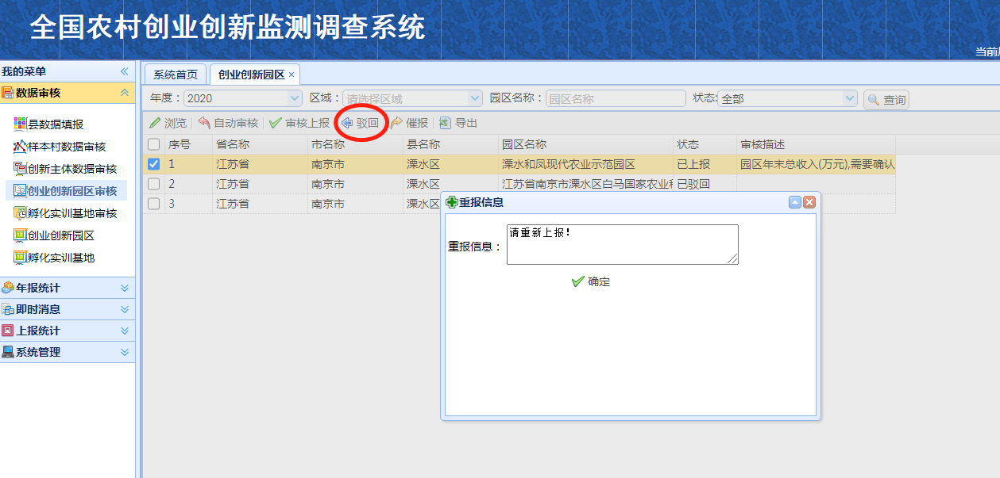 全国农村创业创新监测调查系统
当前
我的菜单
数据审核
县数据填报
样本村数据审核
创新主体数据审核
创业创新园区审核
孵化实训基地审核
创业创新园区
孵化实训基地
年报统计
即时消息
上报统计
系统管理
系统首页 创业创新园区 ×
年度： 2020 区域： 请选择区域 园区名称： 园区名称 状态: 全部 查询
浏览 自动审核 审核上报 驳回 催报 导出
序号 省名称 市名称 县名称 园区名称 状态 审核描述
1 江苏省 南京市 溧水区 溧水和凤现代农业示范园区 已上报 园区年末总收入(万元),需要确认
2 江苏省 南京市 溧水区 江苏省南京市溧水区白马国家农业科 已驳回
3 江苏省 南京市 溧水区
重报信息
重报信息： 请重新上报！
确定